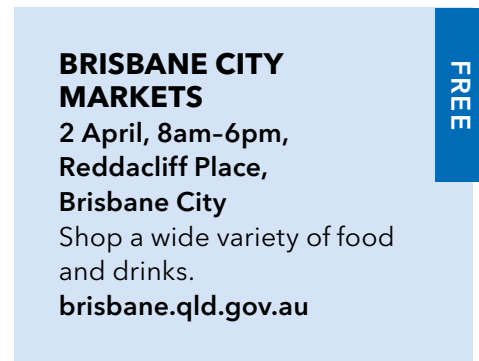 BRISBANE CITY
MARKETS
2 April, 8am–6pm,
Reddacliff Place,
Brisbane City
Shop a wide variety of food
and drinks.
brisbane.qld.gov.au
FREE